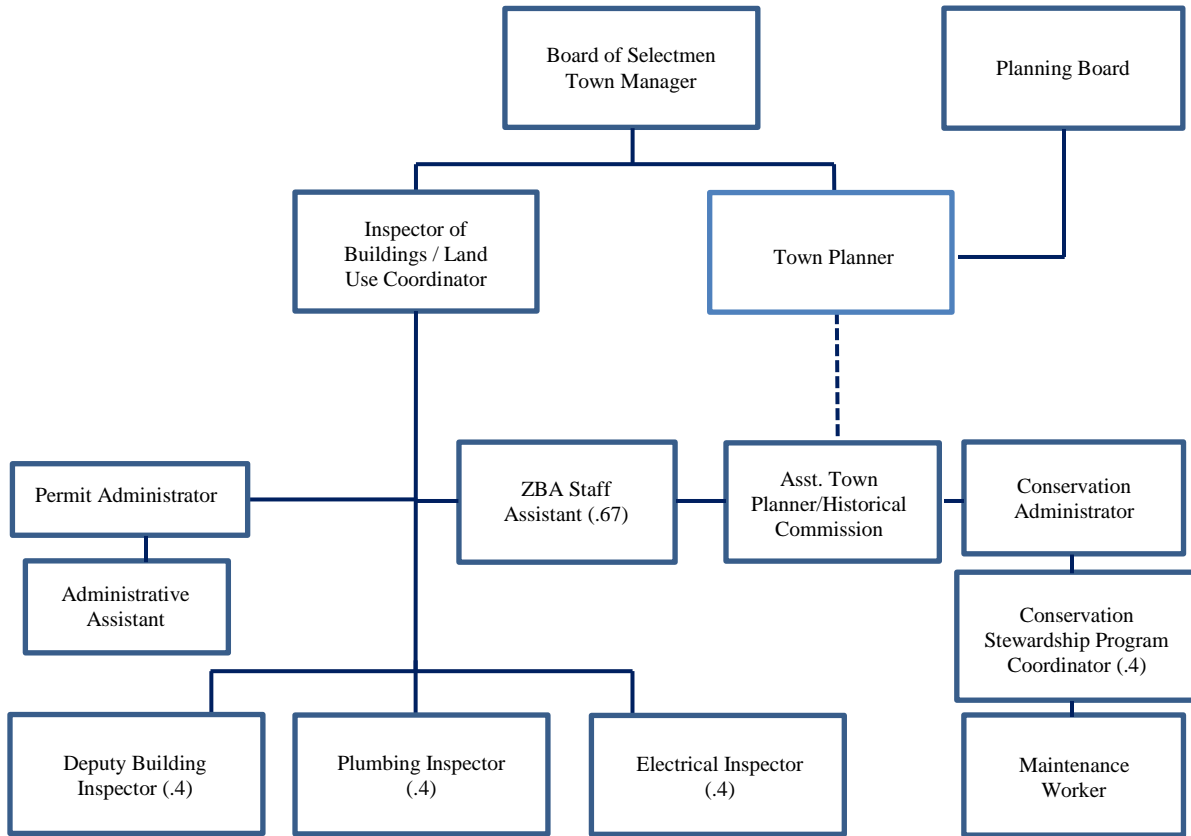 Board of Selectmen
Town Manager
Planning Board
Inspector of
Buildings / Land
Use Coordinator
Town Planner
Permit Administrator
ZBA Staff
Assistant (.67)
Asst. Town
Planner/Historical
Commission
Conservation
Administrator
Administrative
Assistant
Conservation
Stewardship Program
Coordinator (.4)
Deputy Building
Inspector (.4)
Plumbing Inspector
(.4)
Electrical Inspector
(.4)
Maintenance
Worker